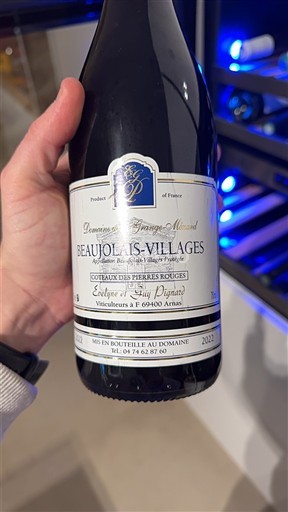 Product of France
Domaine de la Grange-Ménard
BEAUJOLAIS-VILLAGES
Appellation Beaujolais-Villages Protégée
COTEAUX DES PIERRES ROUGES
Evelyne et Guy Pignard
Viticulteurs à F 69400 Arnas
MIS EN BOUTEILLE AU DOMAINE
Tél.: 04 74 62 87 60
2022